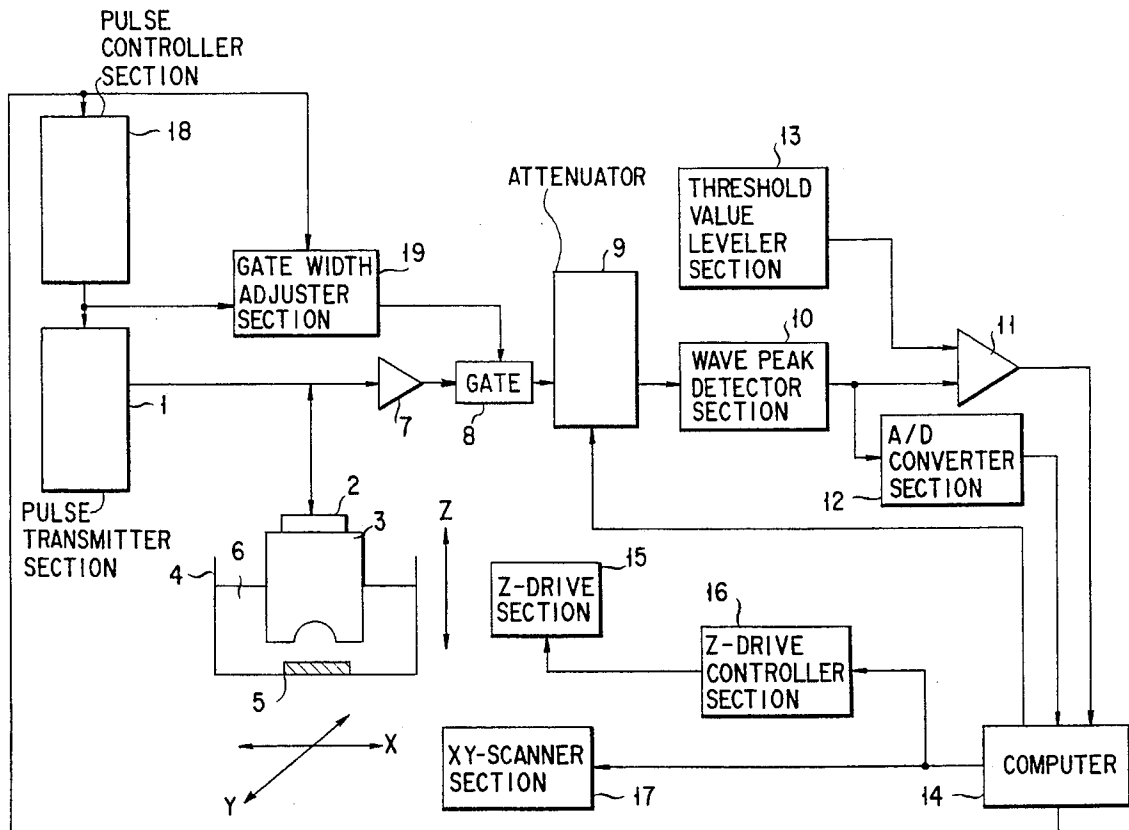 PULSE
CONTROLLER
SECTION
18
13
ATTENUATOR
THRESHOLD
VALUE
LEVELER
SECTION
9
GATE WIDTH
ADJUSTER
SECTION
19
10
11
WAVE PEAK
DETECTOR
SECTION
GATE
8
7
1
A/D
CONVERTER
SECTION
12
PULSE
TRANSMITTER
SECTION
2
3
Z
4
6
5
15
Z-DRIVE
SECTION
16
Z-DRIVE
CONTROLLER
SECTION
X
Y
XY-SCANNER
SECTION
17
COMPUTER
14